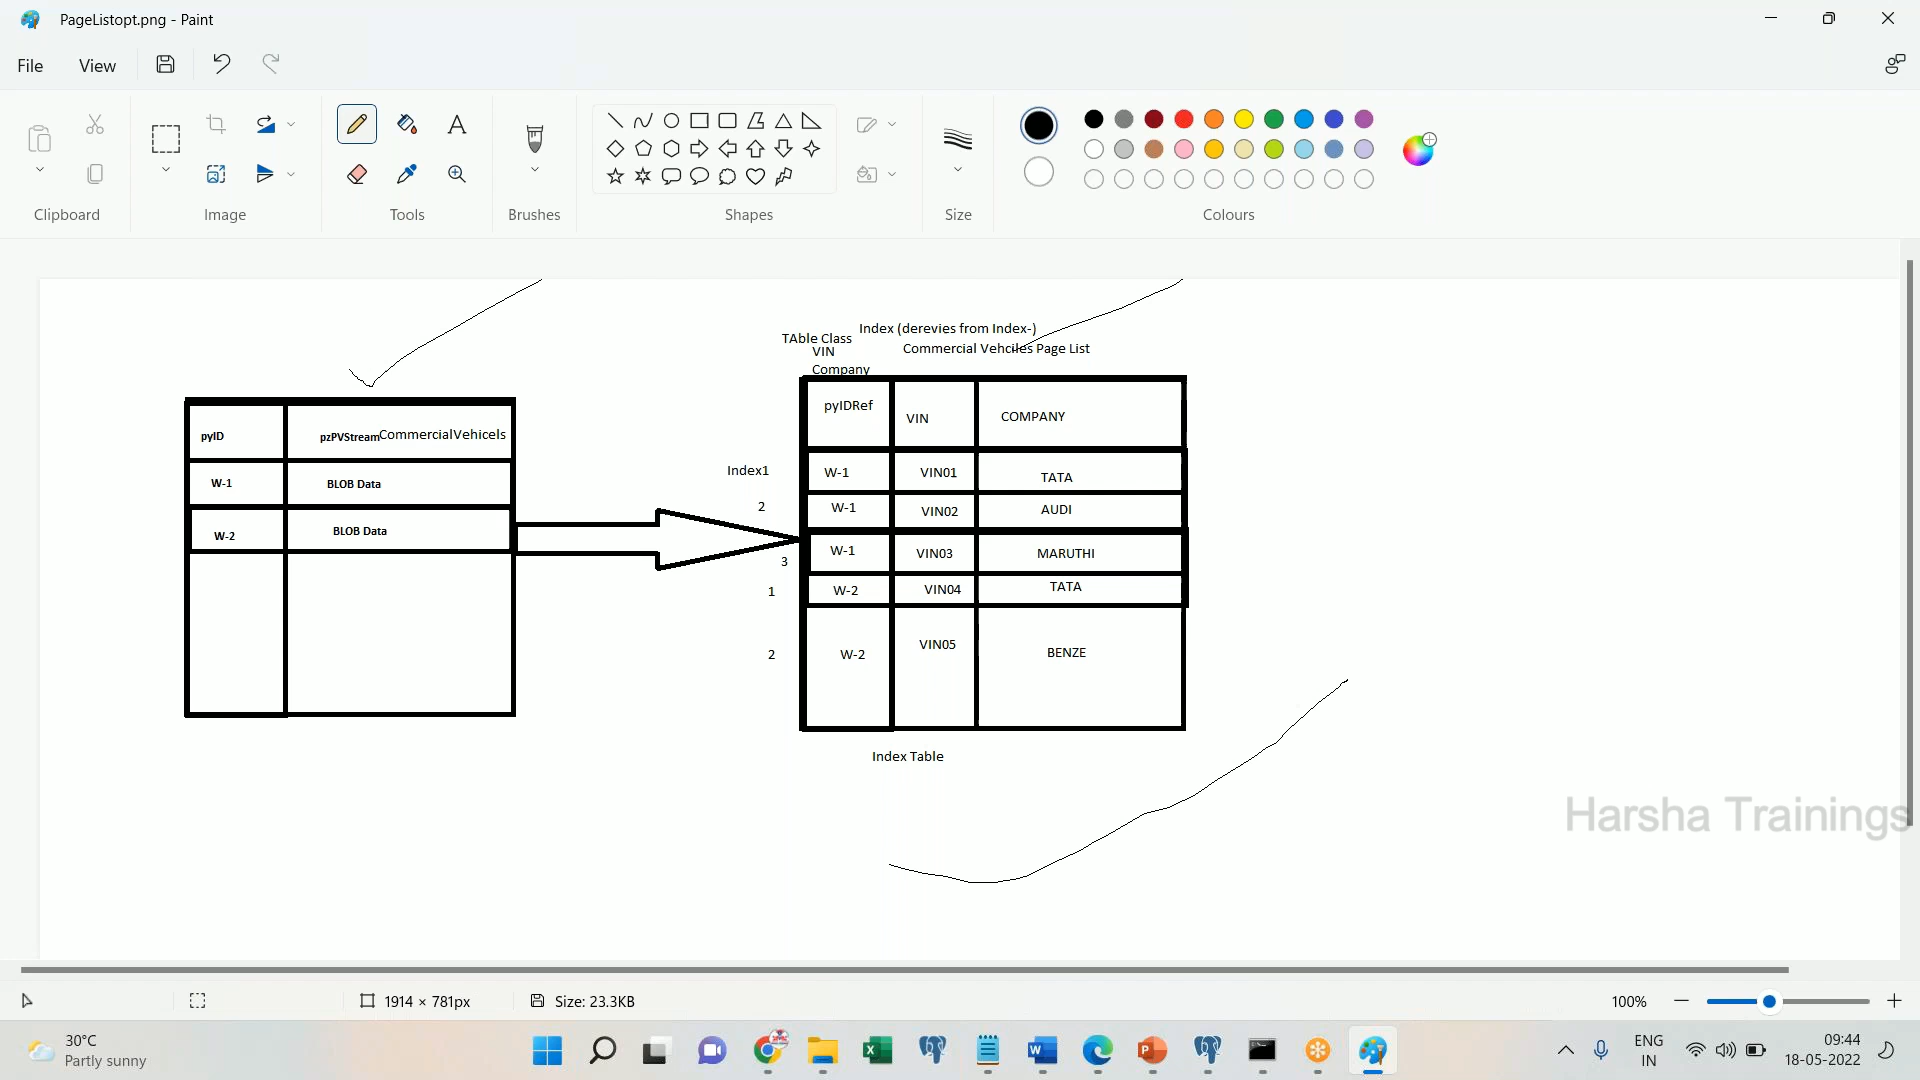 PageListopt.png - Paint
File
View
Clipboard
Image
Tools
Brushes
Shapes
Size
Colours
TAble Class
Index (derevies from Index-)
VIN
Commercial Vehciles Page List
Company
pyIDRef
VIN
COMPANY
pyID
pzPVStream
CommercialVehicels
Index1
W-1
VIN01
TATA
W-1
BLOB Data
2
W-1
VIN02
AUDI
W-2
BLOB Data
3
W-1
VIN03
MARUTHI
1
W-2
VIN04
TATA
2
W-2
VIN05
BENZE
Index Table
Harsha Trainings
1914 × 781px
Size: 23.3KB
100%
30°C
Partly sunny
ENG
IN
09:44
18-05-2022